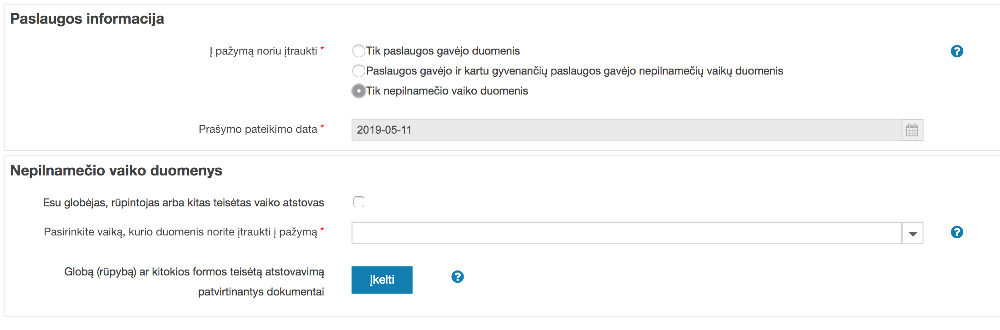 Paslaugos informacija
Į pažymą noriu įtraukti *
Tik paslaugos gavėjo duomenis
Paslaugos gavėjo ir kartu gyvenančių paslaugos gavėjo nepilnamečių vaikų duomenis
Tik nepilnamečio vaiko duomenis
Prašymo pateikimo data *
2019-05-11
Nepilnamečio vaiko duomenys
Esu globėjas, rūpintojas arba kitas teisėtas vaiko atstovas
Pasirinkite vaiką, kurio duomenis norite įtraukti į pažymą *
Globą (rūpybą) ar kitokios formos teisėtą atstovavimą
patvirtinantys dokumentai
Įkelti